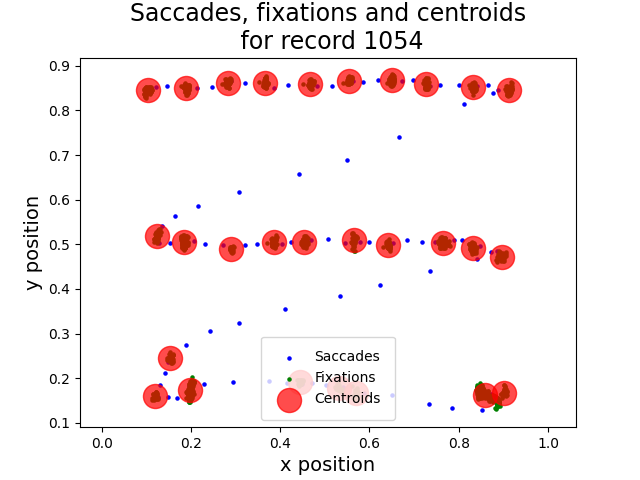 Saccades, fixations and centroids
for record 1054
0.9
0.8
0.7
0.6
0.5
0.4
0.3
0.2
0.1
y position
Saccades
Fixations
Centroids
0.0 0.2 0.4 0.6 0.8 1.0
x position